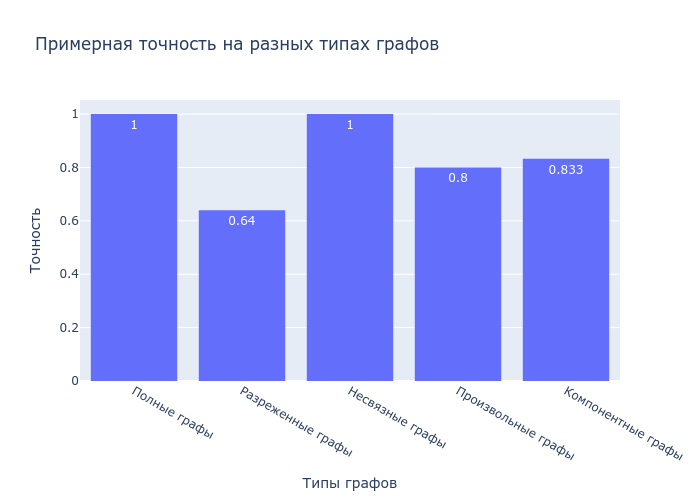 Примерная точность на разных типах графов
Точность
1
0.8
0.6
0.4
0.2
0
1
0.64
1
0.8
0.833
Полные графы
Разреженные графы
Несвязные графы
Произвольные графы
Компонентные графы
Типы графов